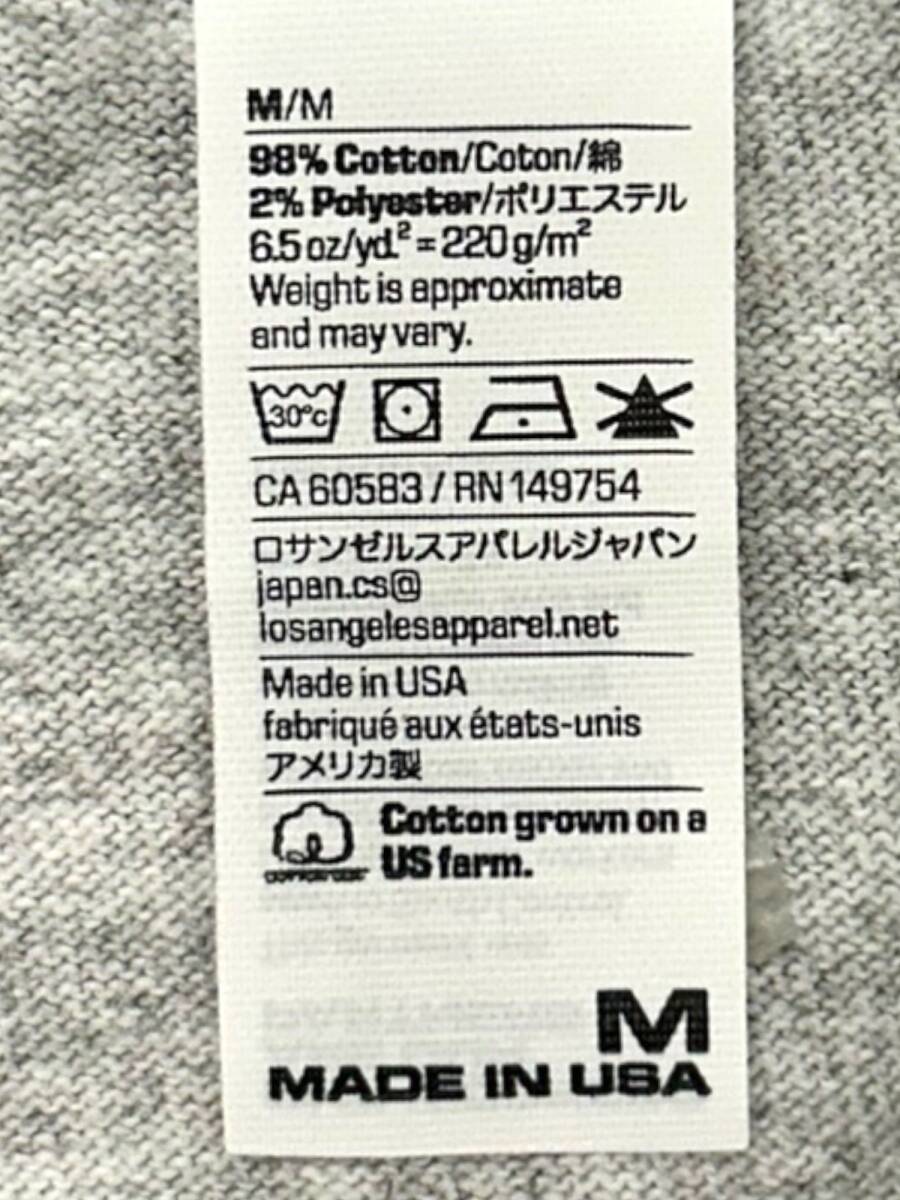 M/M
98% Cotton/Coton/綿
2% Polyester/ポリエステル
6.5 oz/yd.² = 220 g/m²
Weight is approximate
and may vary.
30°c
CA 60583 / RN 149754
ロサンゼルスアパレルジャパン
japan.cs@
losangelesapparel.net
Made in USA
fabriqué aux états-unis
アメリカ製
Cotton grown on a
US farm.
M
MADE IN USA